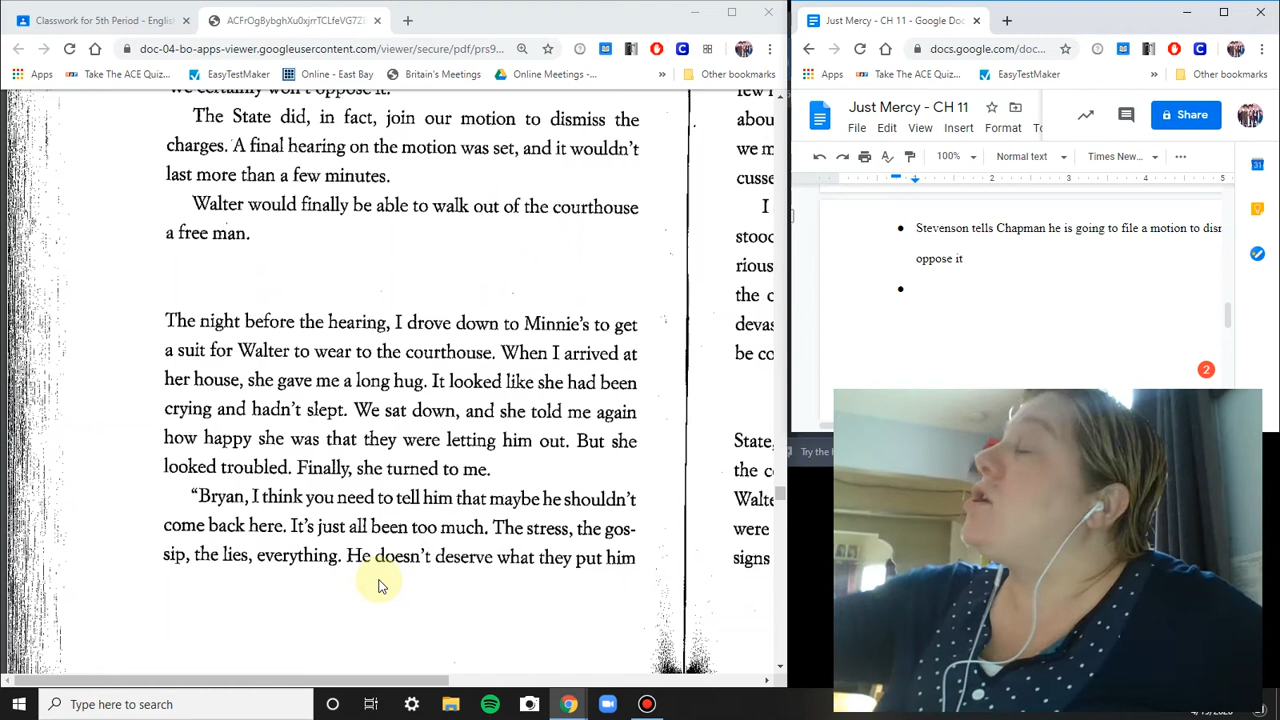 Classwork for 5th Period - English
ACFrOgBybghXu0xjrrTCLfeVG7Z
Just Mercy - CH 11 - Google Doc
doc-04-bo-apps-viewer.googleusercontent.com/viewer/secure/pdf/prs9...
docs.google.com/doc...
Apps
Take The ACE Quiz...
EasyTestMaker
Online - East Bay
Britain's Meetings
Online Meetings -...
»
Other bookmarks
Apps
Take The ACE Quiz...
EasyTestMaker
»
Other bookmarks
Just Mercy - CH 11
Share
File Edit View Insert Format
100% Normal text Times New...
2 3 4 5
we certainly won't oppose it.
The State did, in fact, join our motion to dismiss the
charges. A final hearing on the motion was set, and it wouldn't
last more than a few minutes.
Walter would finally be able to walk out of the courthouse
a free man.
The night before the hearing, I drove down to Minnie's to get
a suit for Walter to wear to the courthouse. When I arrived at
her house, she gave me a long hug. It looked like she had been
crying and hadn't slept. We sat down, and she told me again
how happy she was that they were letting him out. But she
looked troubled. Finally, she turned to me.
"Bryan, I think you need to tell him that maybe he shouldn't
come back here. It's just all been too much. The stress, the gos-
sip, the lies, everything. He doesn't deserve what they put him
few
abou
we m
cusse
I
stood
rious
the c
devas
be co
State,
the co
Walte
were
signs
Stevenson tells Chapman he is going to file a motion to
oppose it
2
Try the
Type here to search